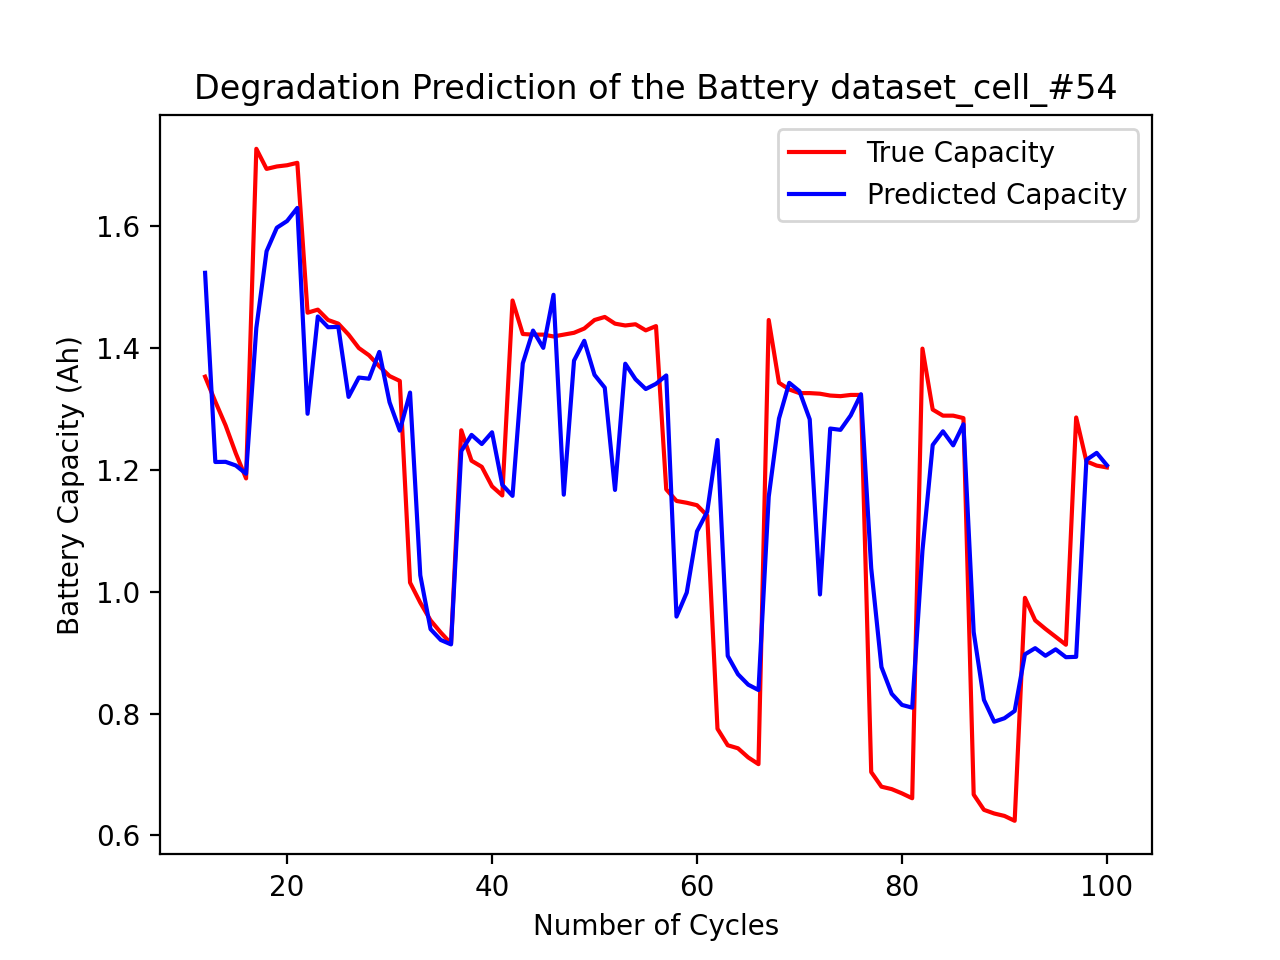 Degradation Prediction of the Battery dataset_cell_#54
True Capacity
Predicted Capacity
Battery Capacity (Ah)
1.6
1.4
1.2
1.0
0.8
0.6
20 40 60 80 100
Number of Cycles